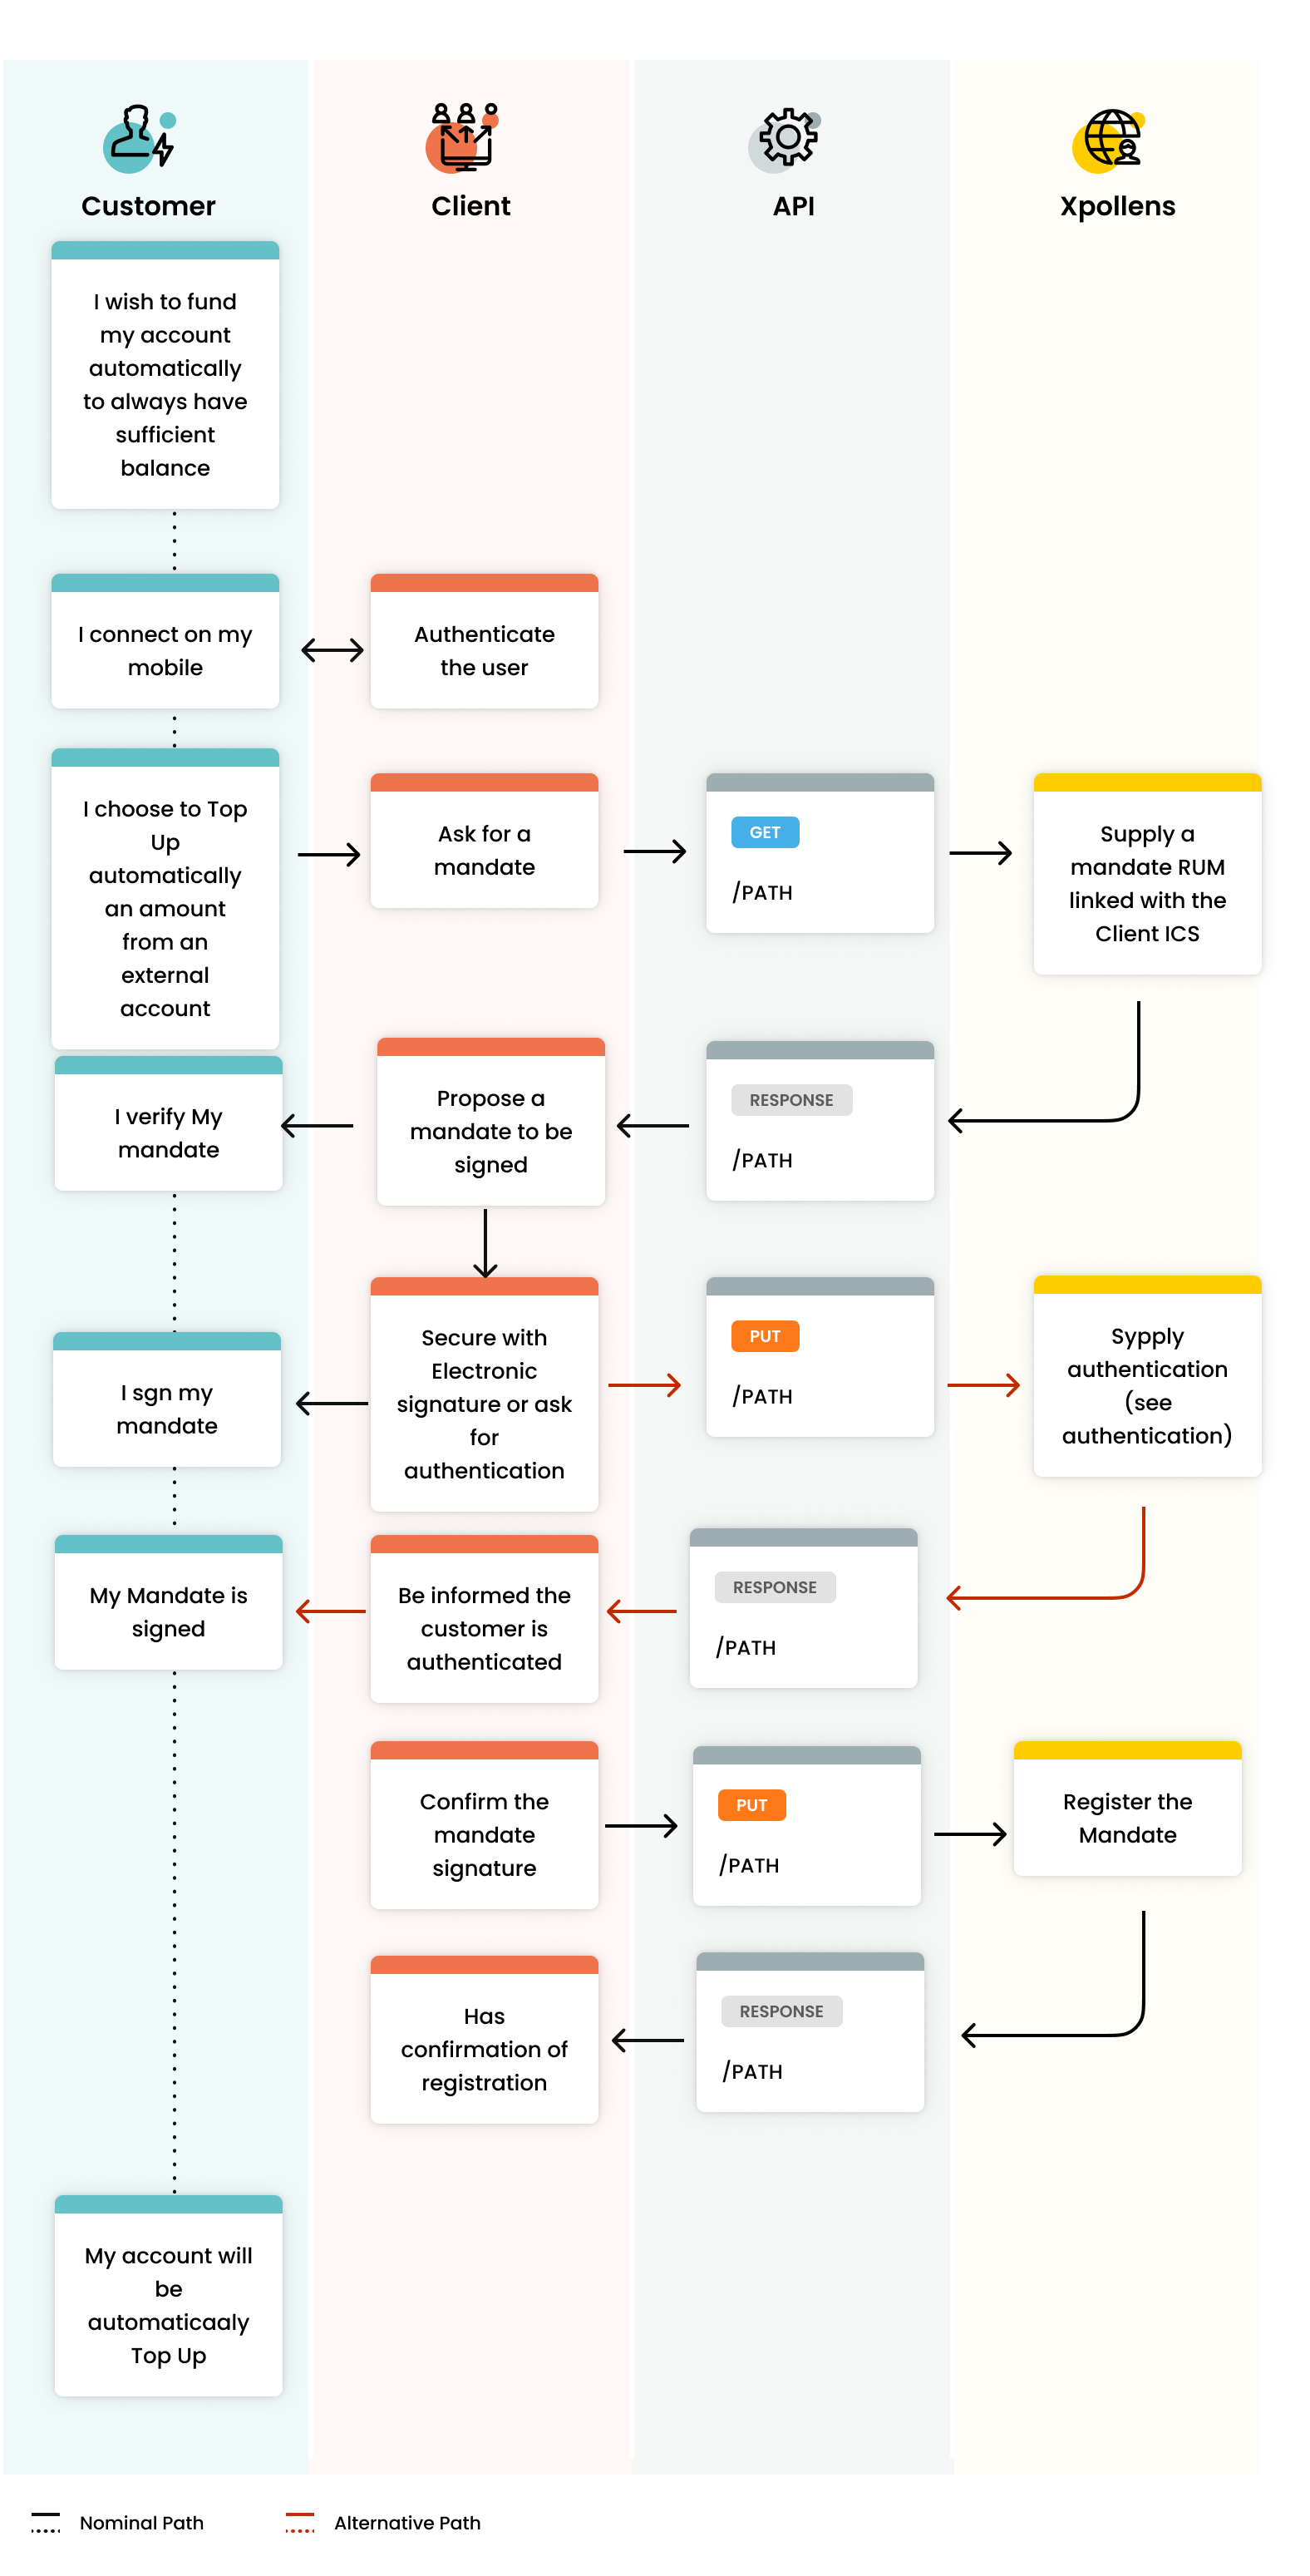 Customer
Client
API
Xpollens
I wish to fund
my account
automatically
to always have
sufficient
balance
I connect on my
mobile
Authenticate
the user
I choose to Top
Up
automatically
an amount
from an
external
account
Ask for a
mandate
GET
/PATH
Supply a
mandate RUM
linked with the
Client ICS
I verify My
mandate
Propose a
mandate to be
signed
RESPONSE
/PATH
I sgn my
mandate
Secure with
Electronic
signature or ask
for
authentication
PUT
/PATH
Sypply
authentication
(see
authentication)
My Mandate is
signed
Be informed the
customer is
authenticated
RESPONSE
/PATH
Confirm the
mandate
signature
PUT
/PATH
Register the
Mandate
Has
confirmation of
registration
RESPONSE
/PATH
My account will
be
automaticaaly
Top Up
Nominal Path
Alternative Path